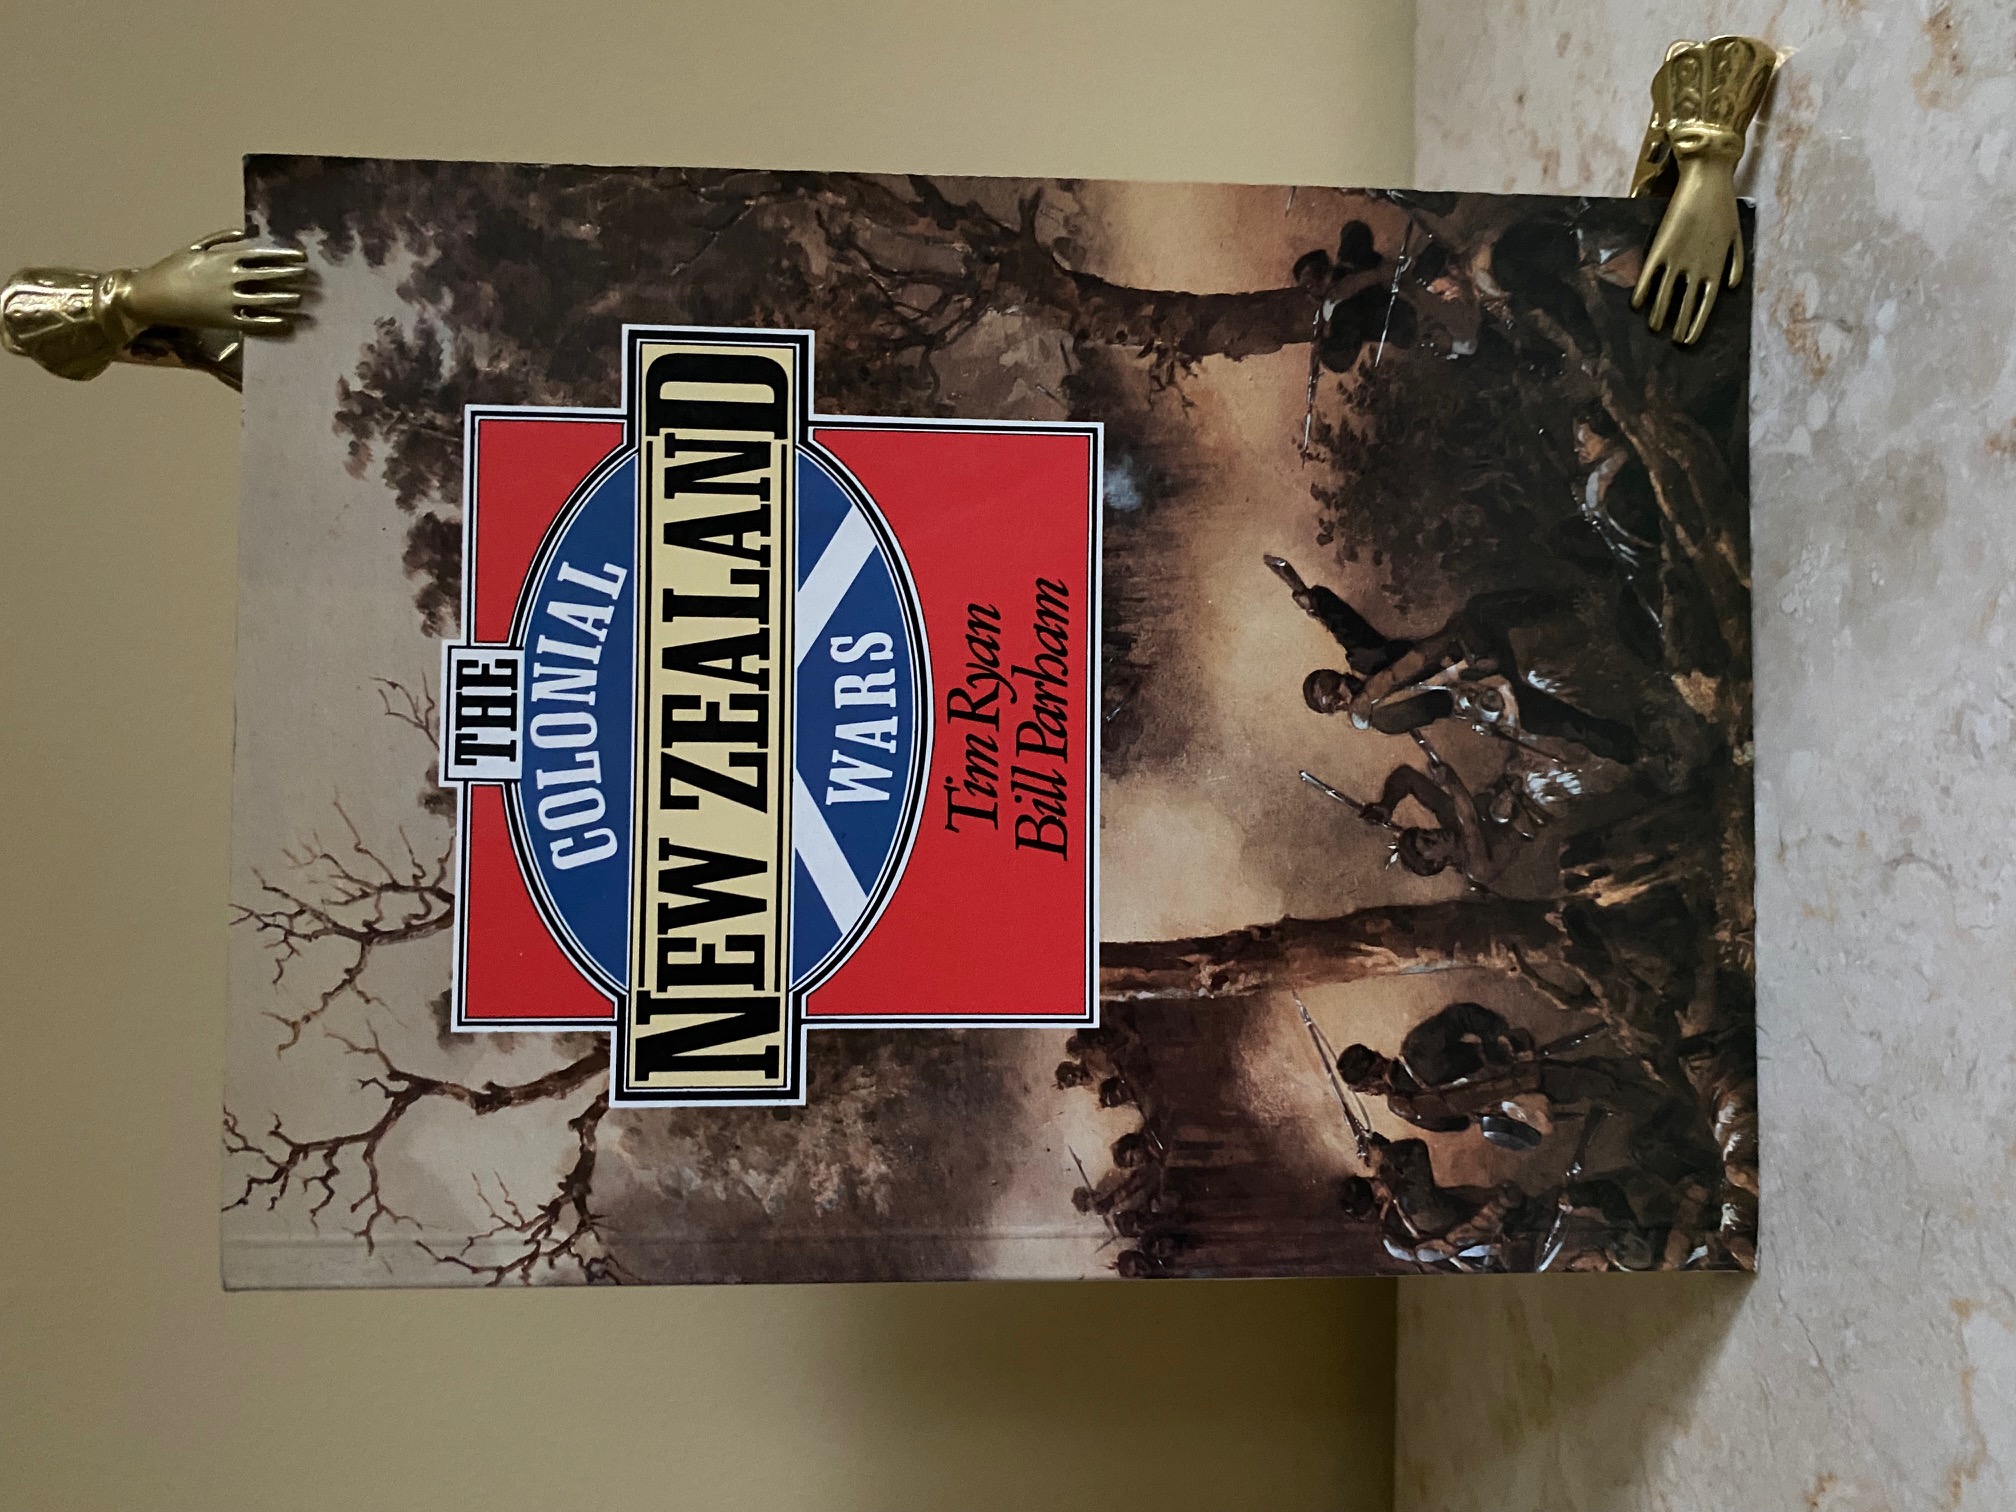 THE
COLONIAL
NEW ZEALAND
WARS
Tim Ryan
Bill Parham